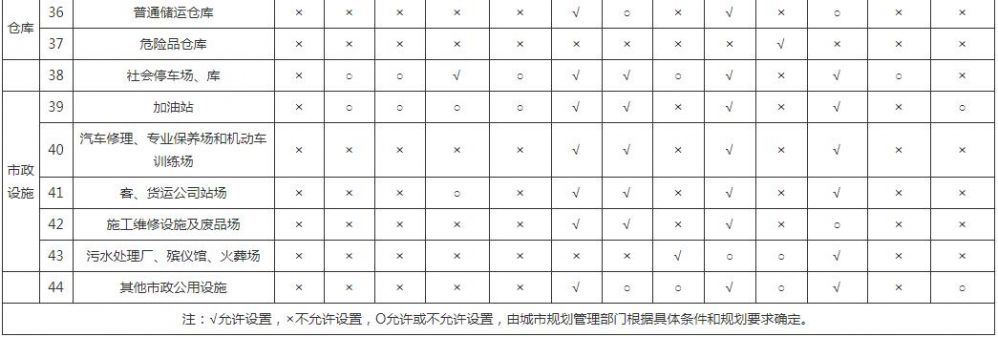 仓库 36 普通储运仓库 × × × × × √ ○ × √ × ○ × ×
37 危险品仓库 × × × × × × × × × √ × × ×
38 社会停车场、库 × ○ ○ √ ○ √ √ ○ √ × √ ○ ×
39 加油站 × ○ ○ ○ ○ √ √ × √ × √ × ○
市政设施 40 汽车修理、专业保养场和机动车训练场 × × × × × √ √ × √ × √ × ×
41 客、货运公司站场 × × × ○ × √ √ × √ × √ × ×
42 施工维修设施及废品场 × × × × × √ √ × √ × ○ × ×
43 污水处理厂、殡仪馆、火葬场 × × × × × × × √ ○ ○ √ × ×
44 其他市政公用设施 × × × × × √ ○ ○ √ ○ √ × ○
注：√允许设置，×不允许设置，O允许或不允许设置，由城市规划管理部门根据具体条件和规划要求确定。